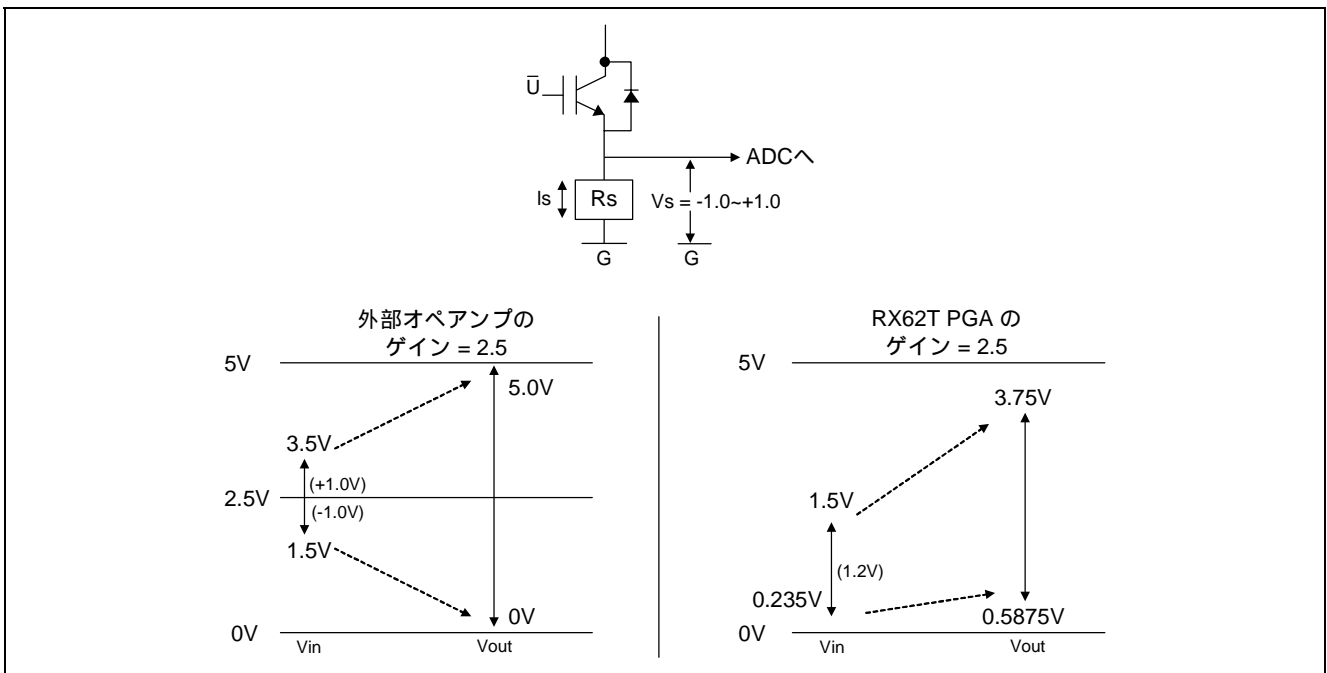 Ū
ADCへ
Is
Rs
Vs = -1.0~+1.0
G
G
外部オペアンプの
ゲイン = 2.5
5V
5.0V
3.5V
(+1.0V)
2.5V
(-1.0V)
1.5V
0V
0V
Vin
Vout
RX62T PGA の
ゲイン = 2.5
5V
3.75V
1.5V
(1.2V)
0.235V
0.5875V
0V
Vin
Vout